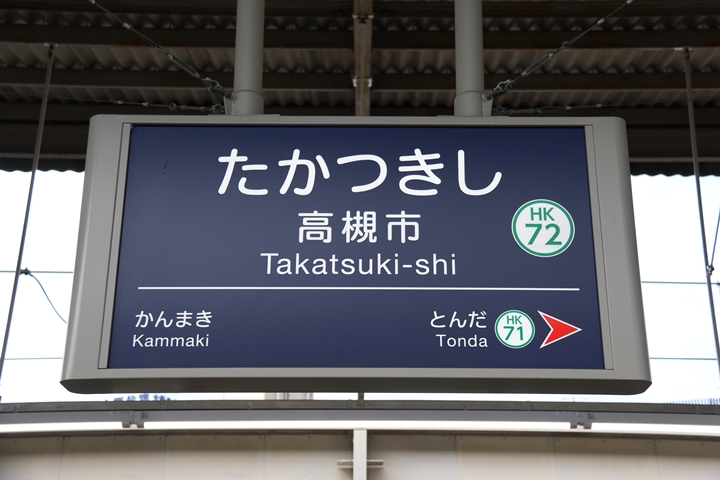 たかつきし
高槻市
Takatsuki-shi
HK
72
かんまき
Kammaki
とんだ
Tonda
HK
71